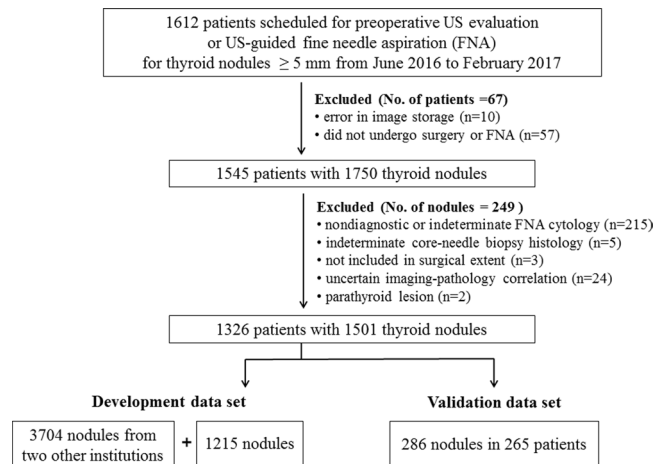 1612 patients scheduled for preoperative US evaluation
or US-guided fine needle aspiration (FNA)
for thyroid nodules ≥ 5 mm from June 2016 to February 2017
Excluded (No. of patients =67)
• error in image storage (n=10)
• did not undergo surgery or FNA (n=57)
1545 patients with 1750 thyroid nodules
Excluded (No. of nodules = 249 )
• nondiagnostic or indeterminate FNA cytology (n=215)
• indeterminate core-needle biopsy histology (n=5)
• not included in surgical extent (n=3)
• uncertain imaging-pathology correlation (n=24)
• parathyroid lesion (n=2)
1326 patients with 1501 thyroid nodules
Development data set
3704 nodules from
two other institutions
+
1215 nodules
Validation data set
286 nodules in 265 patients